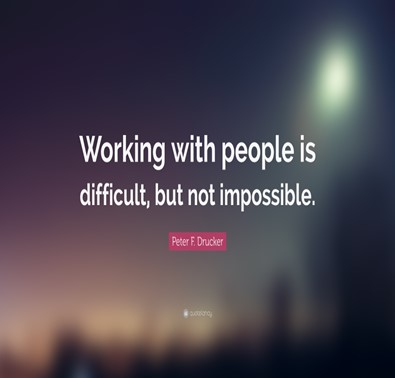 Working with people is
difficult, but not impossible.
Peter F. Drucker